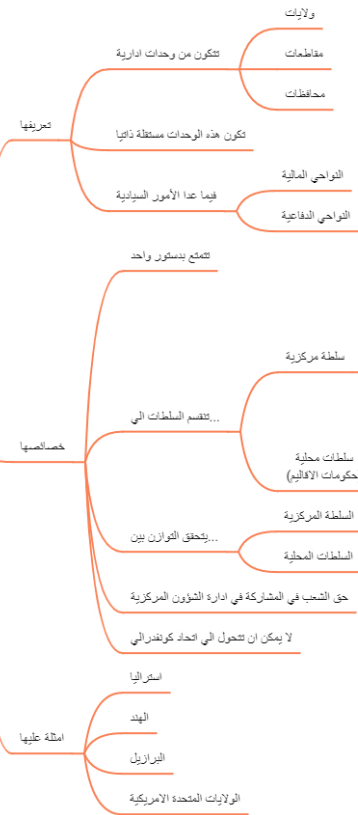 تعريفها
تتكون من وحدات ادارية
ولايات
مقاطعات
محافظات
تكون هذه الوحدات مستقلة ذاتيا
فيما عدا الأمور السيادية
النواحي المالية
النواحي الدفاعية
خصائصها
تتمتع بدستور واحد
تتقسم السلطات الي...
سلطة مركزية
سلطات محلية
حكومات الاقاليم)
يتحقق التوازن بين...
السلطة المركزية
السلطات المحلية
حق الشعب في المشاركة في ادارة الشؤون المركزية
لا يمكن ان تتحول الي اتحاد كونفدرالي
امثلة عليها
استراليا
الهند
البرازيل
الولايات المتحدة الامريكية